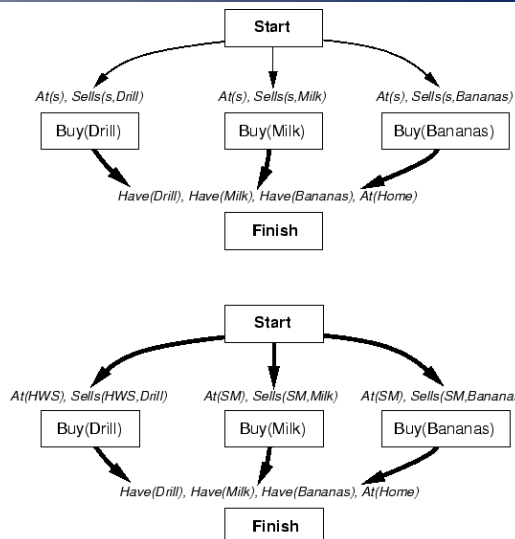 Start
At(s), Sells(s,Drill) At(s), Sells(s,Milk) At(s), Sells(s,Bananas)
Buy(Drill) Buy(Milk) Buy(Bananas)
Have(Drill), Have(Milk), Have(Bananas), At(Home)
Finish
Start
At(HWS), Sells(HWS,Drill) At(SM), Sells(SM,Milk) At(SM), Sells(SM,Bananas
Buy(Drill) Buy(Milk) Buy(Bananas)
Have(Drill), Have(Milk), Have(Bananas), At(Home)
Finish